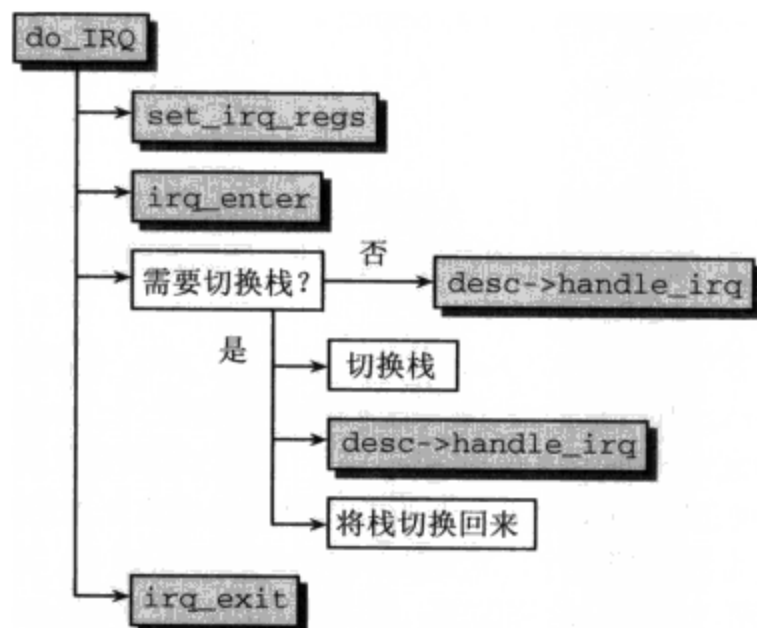 do_IRQ
set_irq_regs
irq_enter
需要切换栈？
否
desc->handle_irq
是
切换栈
desc->handle_irq
将栈切换回来
irq_exit